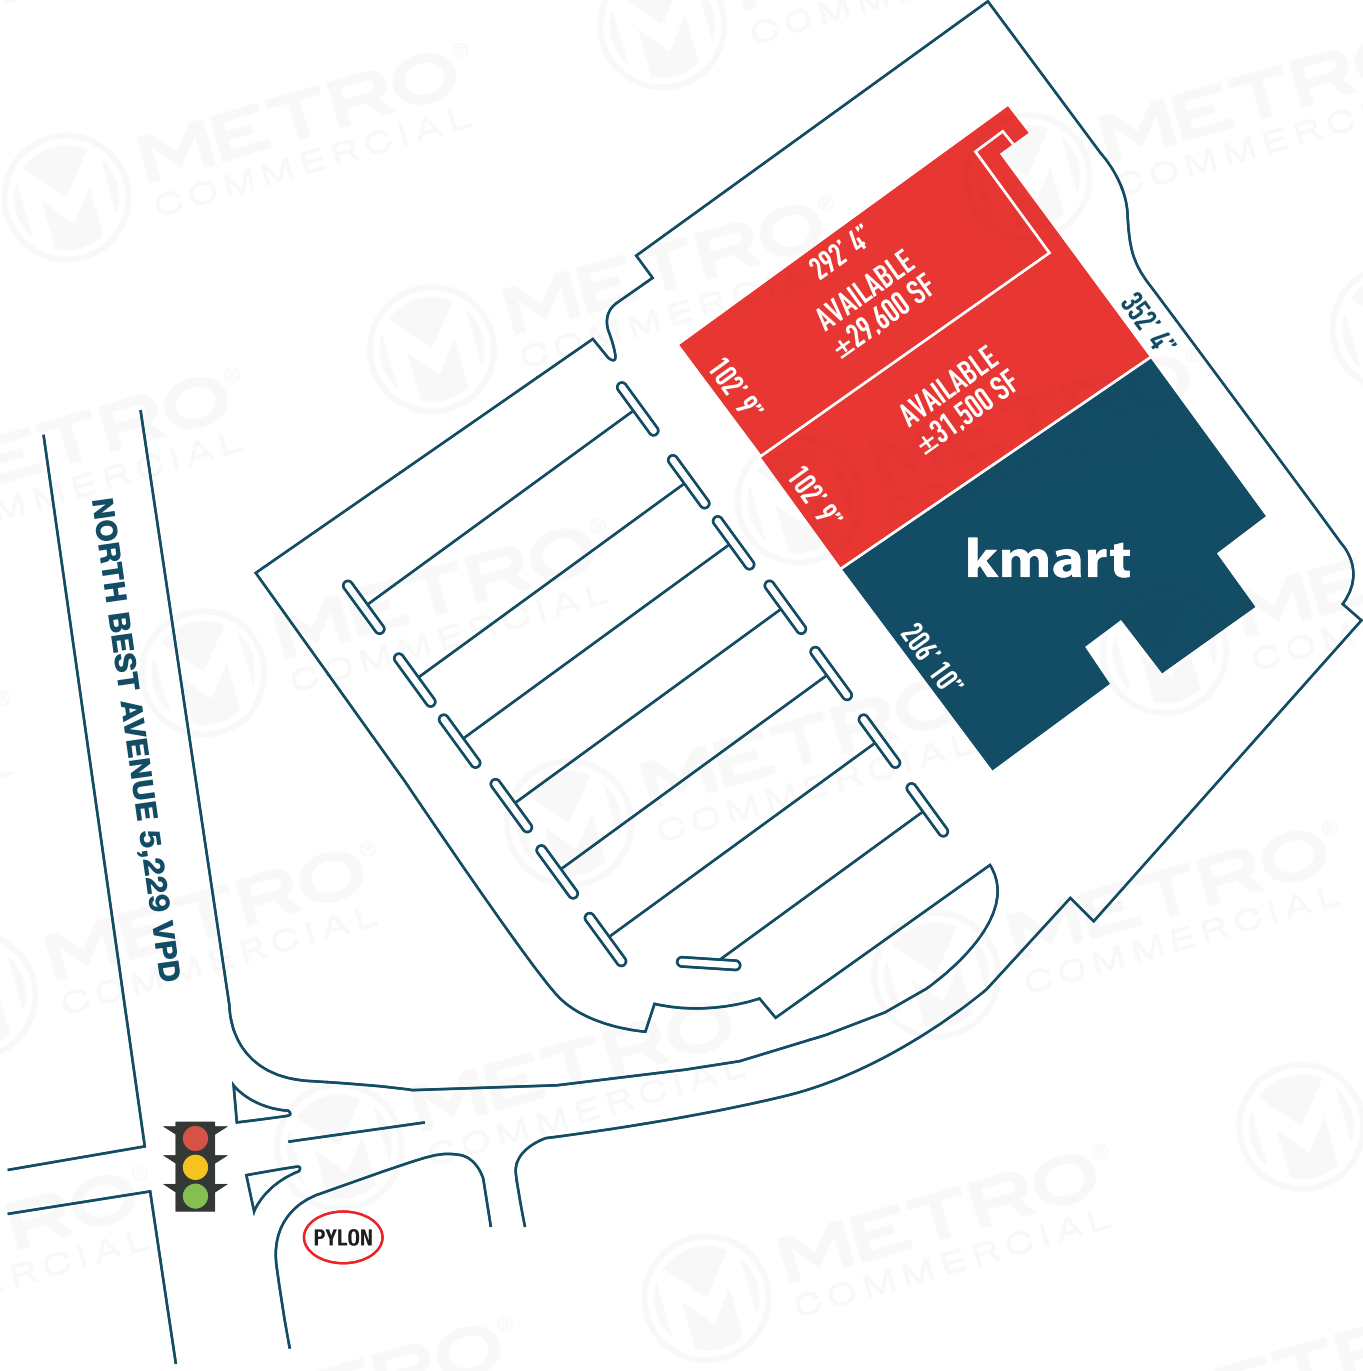 292’ 4”
AVAILABLE
±29,600 SF
102’ 9”
352’ 4”
AVAILABLE
±31,500 SF
102’ 9”
kmart
206’ 10”
NORTH BEST AVENUE 5,229 VPD
PYLON
METRO®
COMMERCIAL